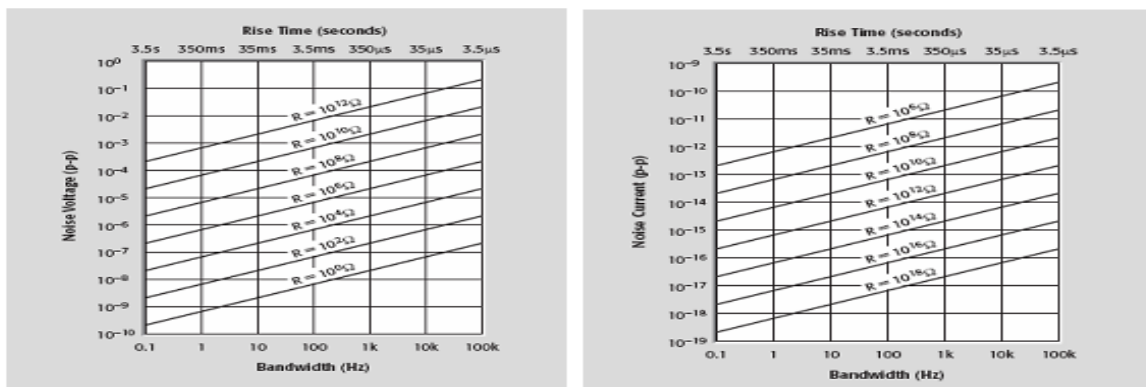 Rise Time (seconds)
3.5s 350ms 35ms 3.5ms 350µs 35µs 3.5µs
10⁰
10⁻¹
10⁻²
10⁻³
10⁻⁴
10⁻⁵
10⁻⁶
10⁻⁷
10⁻⁸
10⁻⁹
10⁻¹⁰
Noise Voltage (p-p)
R = 10¹²Ω
R = 10¹⁰Ω
R = 10⁸Ω
R = 10⁶Ω
R = 10⁴Ω
R = 10²Ω
R = 10⁰Ω
0.1 1 10 100 1k 10k 100k
Bandwidth (Hz)
Rise Time (seconds)
3.5s 350ms 35ms 3.5ms 350µs 35µs 3.5µs
10⁻⁹
10⁻¹⁰
10⁻¹¹
10⁻¹²
10⁻¹³
10⁻¹⁴
10⁻¹⁵
10⁻¹⁶
10⁻¹⁷
10⁻¹⁸
10⁻¹⁹
Noise Current (p-p)
R = 10⁶Ω
R = 10⁸Ω
R = 10¹⁰Ω
R = 10¹²Ω
R = 10¹⁴Ω
R = 10¹⁶Ω
R = 10¹⁸Ω
0.1 1 10 100 1k 10k 100k
Bandwidth (Hz)